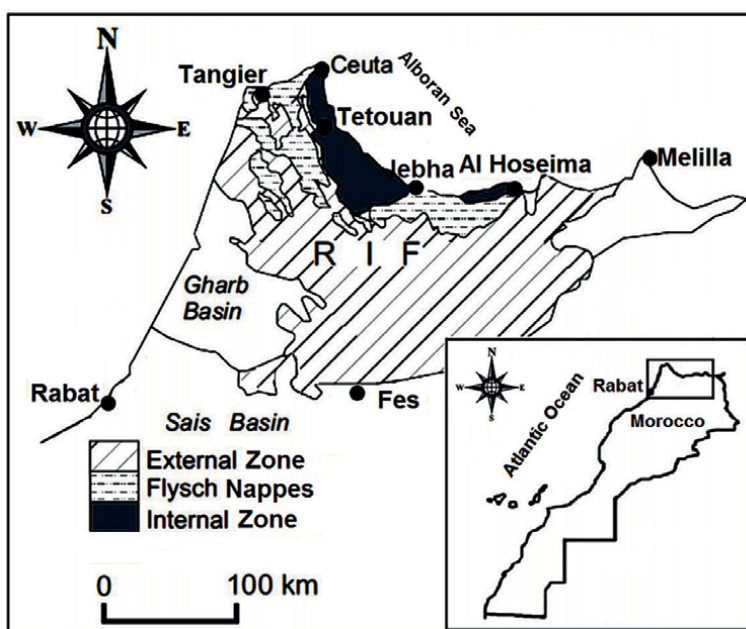 N
W
E
S
Tangier
Ceuta
Alboran Sea
Tetouan
Jebha
Al Hoseima
Melilla
R I F
Gharb
Basin
Rabat
Sais Basin
Fes
External Zone
Flysch Nappes
Internal Zone
0
100 km
N
W
E
S
Rabat
Morocco
Atlantic Ocean